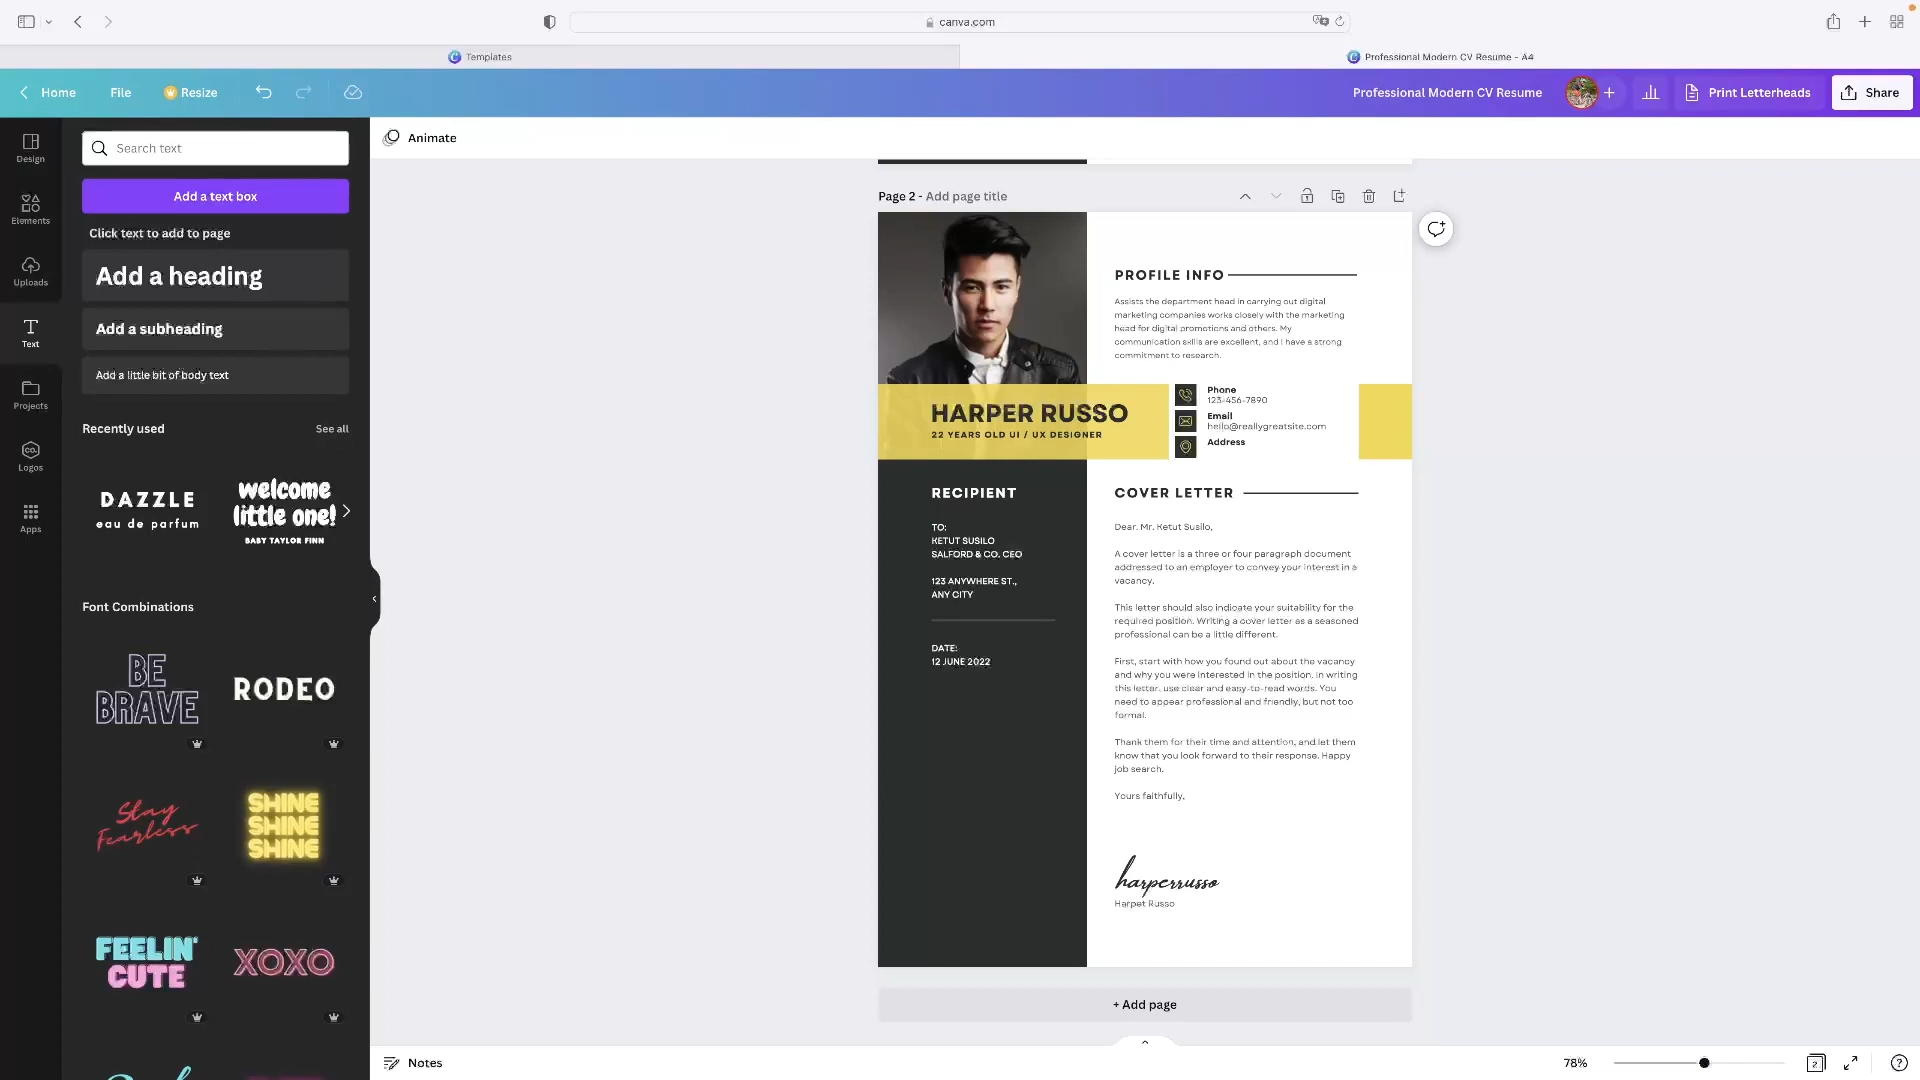 canva.com
Templates
Professional Modern CV Resume - A4
Home
File
Resize
Professional Modern CV Resume
Print Letterheads
Share
Design
Elements
Uploads
Text
Projects
CO.
Logos
Apps
Search text
Add a text box
Click text to add to page
Add a heading
Add a subheading
Add a little bit of body text
Recently used
See all
DAZZLE
eau de parfum
welcome
little one!
BABY TAYLOR FINN
Font Combinations
BE
BRAVE
RODEO
Stay
Fearless
SHINE
SHINE
SHINE
FEELIN'
CUTE
XOXO
Animate
Page 2 - Add page title
PROFILE INFO
Assists the department head in carrying out digital
marketing companies works closely with the marketing
head for digital promotions and others. My
communication skills are excellent, and I have a strong
commitment to research.
HARPER RUSSO
22 YEARS OLD UI / UX DESIGNER
Phone
123-456-7890
Email
hello@reallygreatsite.com
Address
RECIPIENT
TO:
KETUT SUSILO
SALFORD & CO. CEO
123 ANYWHERE ST.,
ANY CITY
DATE:
12 JUNE 2022
COVER LETTER
Dear. Mr. Ketut Susilo,
A cover letter is a three or four paragraph document
addressed to an employer to convey your interest in a
vacancy.
This letter should also indicate your suitability for the
required position. Writing a cover letter as a seasoned
professional can be a little different.
First, start with how you found out about the vacancy
and why you were interested in the position. In writing
this letter, use clear and easy-to-read words. You
need to appear professional and friendly, but not too
formal.
Thank them for their time and attention, and let them
know that you look forward to their response. Happy
job search.
Yours faithfully,
harperrusso
Harpet Russo
+ Add page
Notes
78%
2